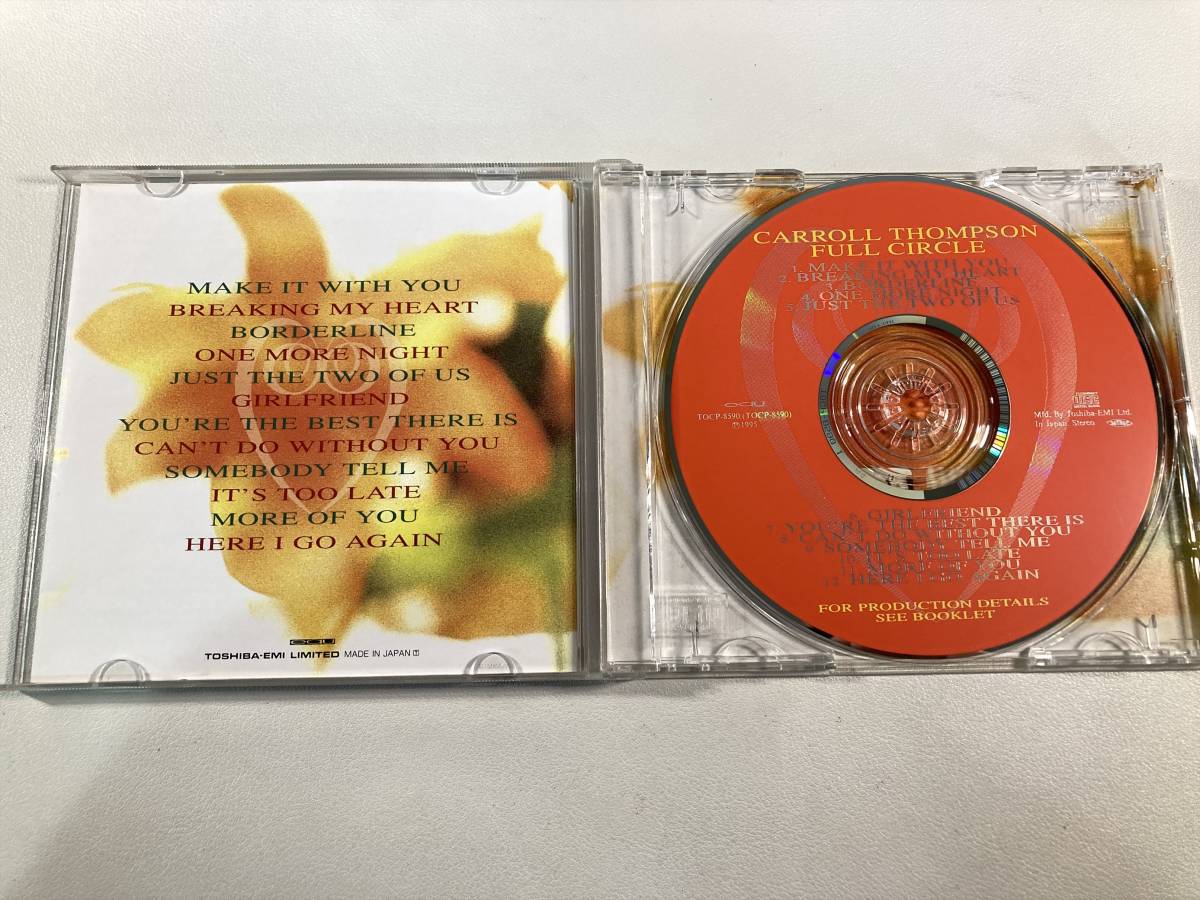 MAKE IT WITH YOU
BREAKING MY HEART
BORDERLINE
ONE MORE NIGHT
JUST THE TWO OF US
GIRLFRIEND
YOU'RE THE BEST THERE IS
CAN'T DO WITHOUT YOU
SOMEBODY TELL ME
IT'S TOO LATE
MORE OF YOU
HERE I GO AGAIN
TOSHIBA-EMI LIMITED MADE IN JAPAN
CARROLL THOMPSON
FULL CIRCLE
1. MAKE IT WITH YOU
2. BREAKING MY HEART
3. BORDERLINE
4. ONE MORE NIGHT
5. JUST THE TWO OF US
TOCP-8590 (TOCP-8590)
Ⓟ1995
Mfd. By Toshiba-EMI Ltd.
In Japan. Stereo
6. GIRLFRIEND
7. YOU'RE THE BEST THERE IS
8. CAN'T DO WITHOUT YOU
9. SOMEBODY TELL ME
10. IT'S TOO LATE
11. MORE OF YOU
12. HERE I GO AGAIN
FOR PRODUCTION DETAILS
SEE BOOKLET